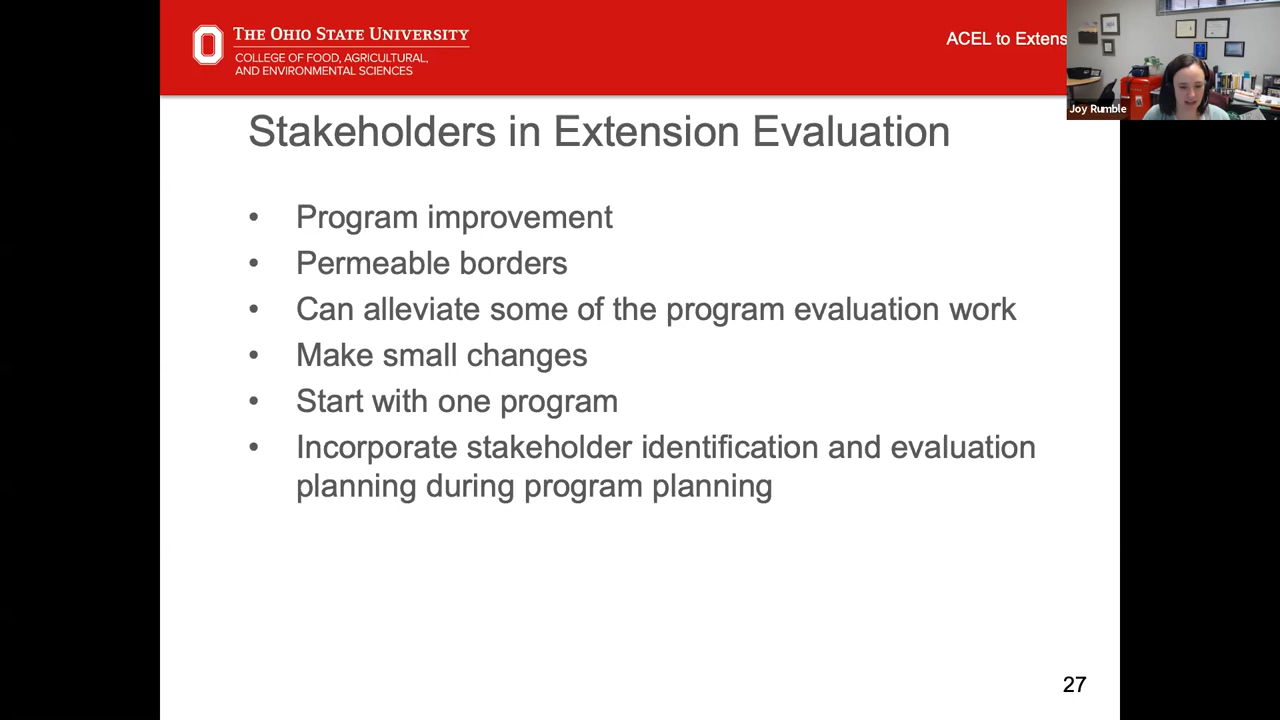 THE OHIO STATE UNIVERSITY
COLLEGE OF FOOD, AGRICULTURAL,
AND ENVIRONMENTAL SCIENCES
ACEL to Extens
Joy Rumble
Stakeholders in Extension Evaluation
• Program improvement
• Permeable borders
• Can alleviate some of the program evaluation work
• Make small changes
• Start with one program
• Incorporate stakeholder identification and evaluation
planning during program planning
27